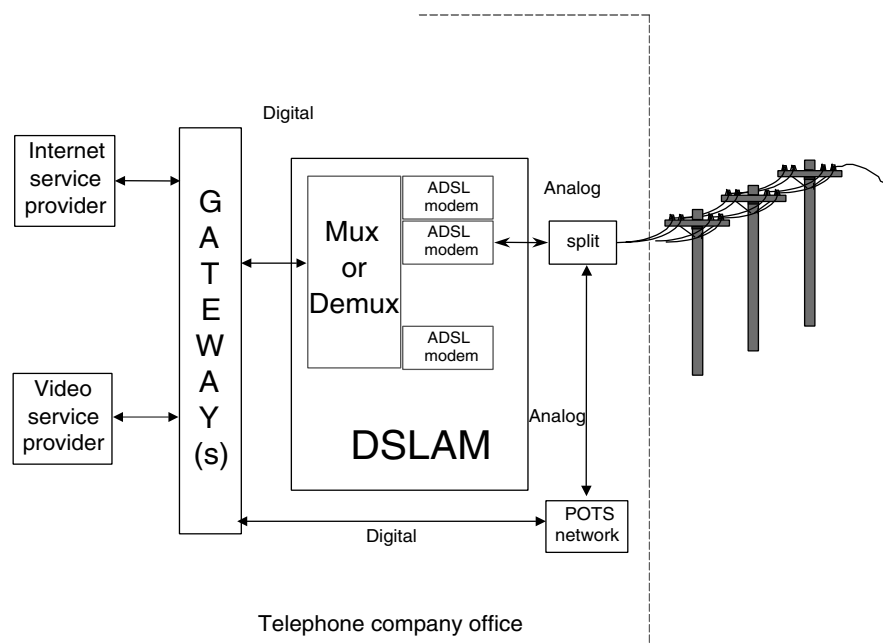 Digital
Internet
service
provider
G
A
T
E
W
A
Y
(s)
Mux
or
Demux
ADSL
modem
ADSL
modem
ADSL
modem
Analog
split
Video
service
provider
DSLAM
Analog
POTS
network
Digital
Telephone company office